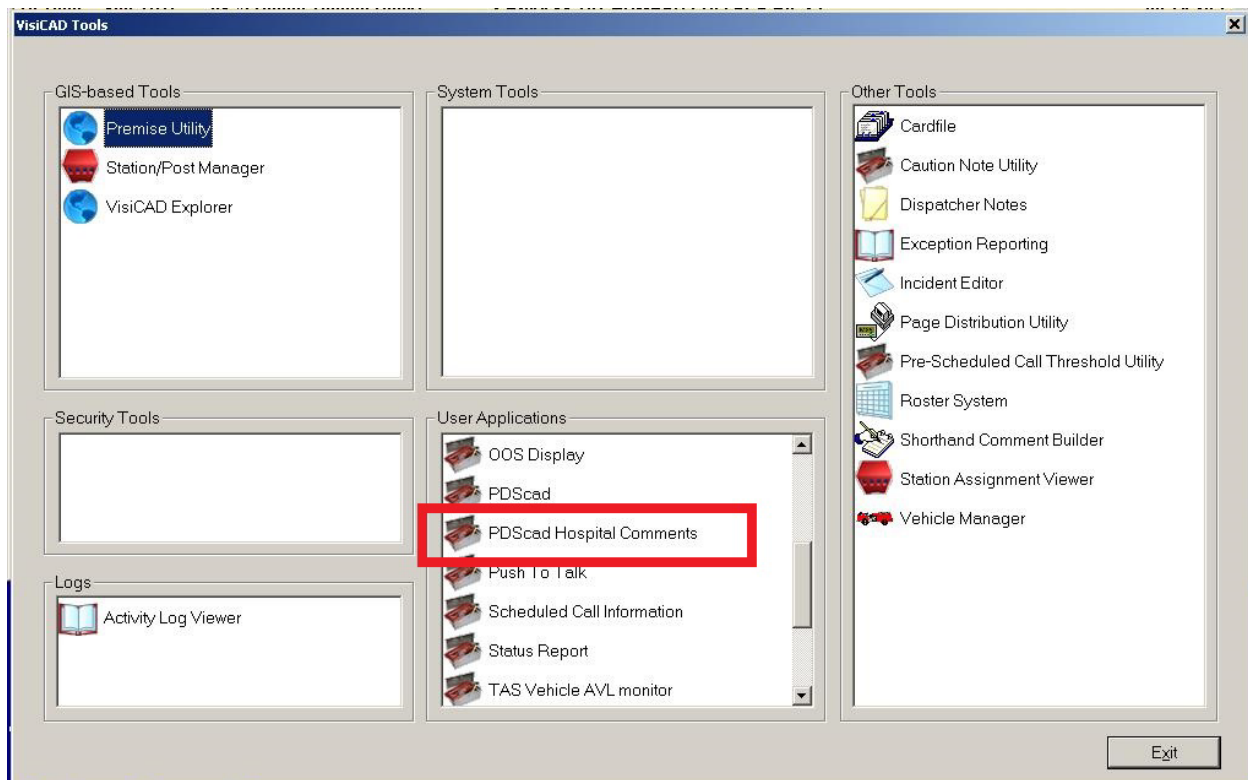 VisiCAD Tools
GIS-based Tools
Premise Utility
Station/Post Manager
VisiCAD Explorer
System Tools
Other Tools
Cardfile
Caution Note Utility
Dispatcher Notes
Exception Reporting
Incident Editor
Page Distribution Utility
Pre-Scheduled Call Threshold Utility
Roster System
Shorthand Comment Builder
Station Assignment Viewer
Vehicle Manager
Security Tools
User Applications
OOS Display
PDScad
PDScad Hospital Comments
Push To Talk
Scheduled Call Information
Status Report
TAS Vehicle AVL monitor
Logs
Activity Log Viewer
Exit